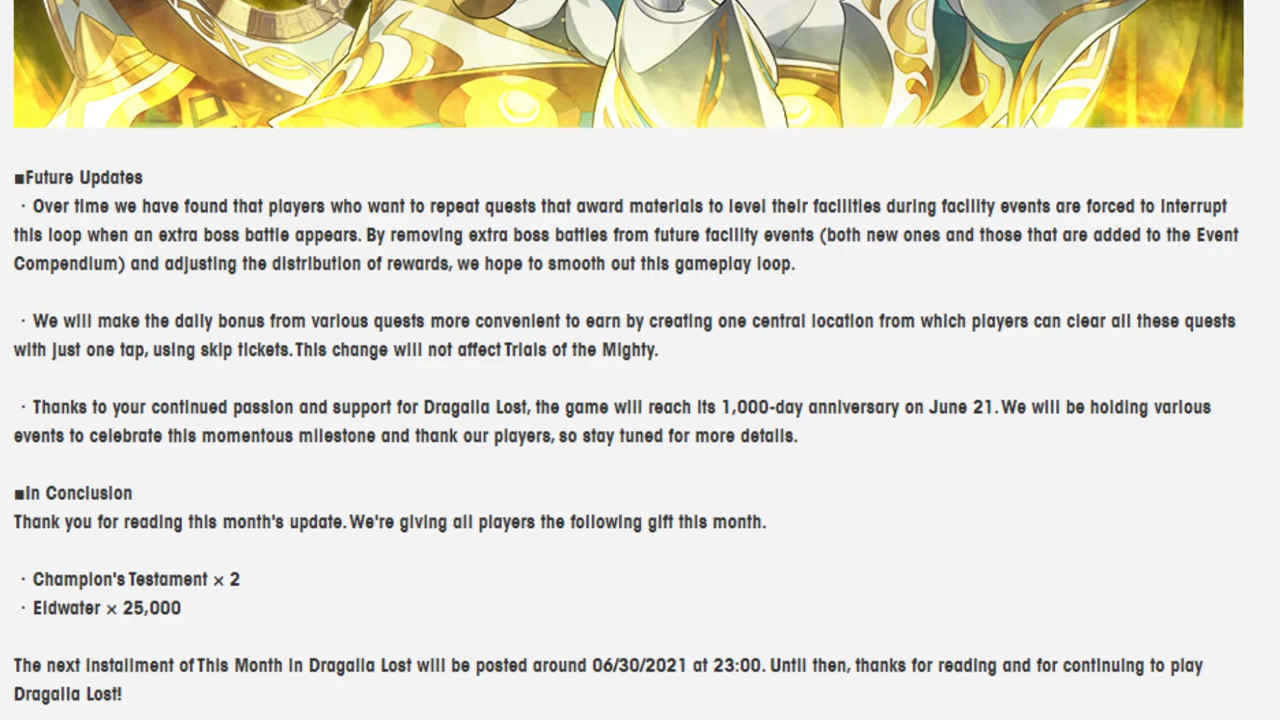 ■Future Updates
・Over time we have found that players who want to repeat quests that award materials to level their facilities during facility events are forced to interrupt
this loop when an extra boss battle appears. By removing extra boss battles from future facility events (both new ones and those that are added to the Event
Compendium) and adjusting the distribution of rewards, we hope to smooth out this gameplay loop.
・We will make the daily bonus from various quests more convenient to earn by creating one central location from which players can clear all these quests
with just one tap, using skip tickets. This change will not affect Trials of the Mighty.
・Thanks to your continued passion and support for Dragalia Lost, the game will reach its 1,000-day anniversary on June 21. We will be holding various
events to celebrate this momentous milestone and thank our players, so stay tuned for more details.
■In Conclusion
Thank you for reading this month's update. We're giving all players the following gift this month.
・Champion's Testament × 2
・Eldwater × 25,000
The next installment of This Month in Dragalia Lost will be posted around 06/30/2021 at 23:00. Until then, thanks for reading and for continuing to play
Dragalia Lost!